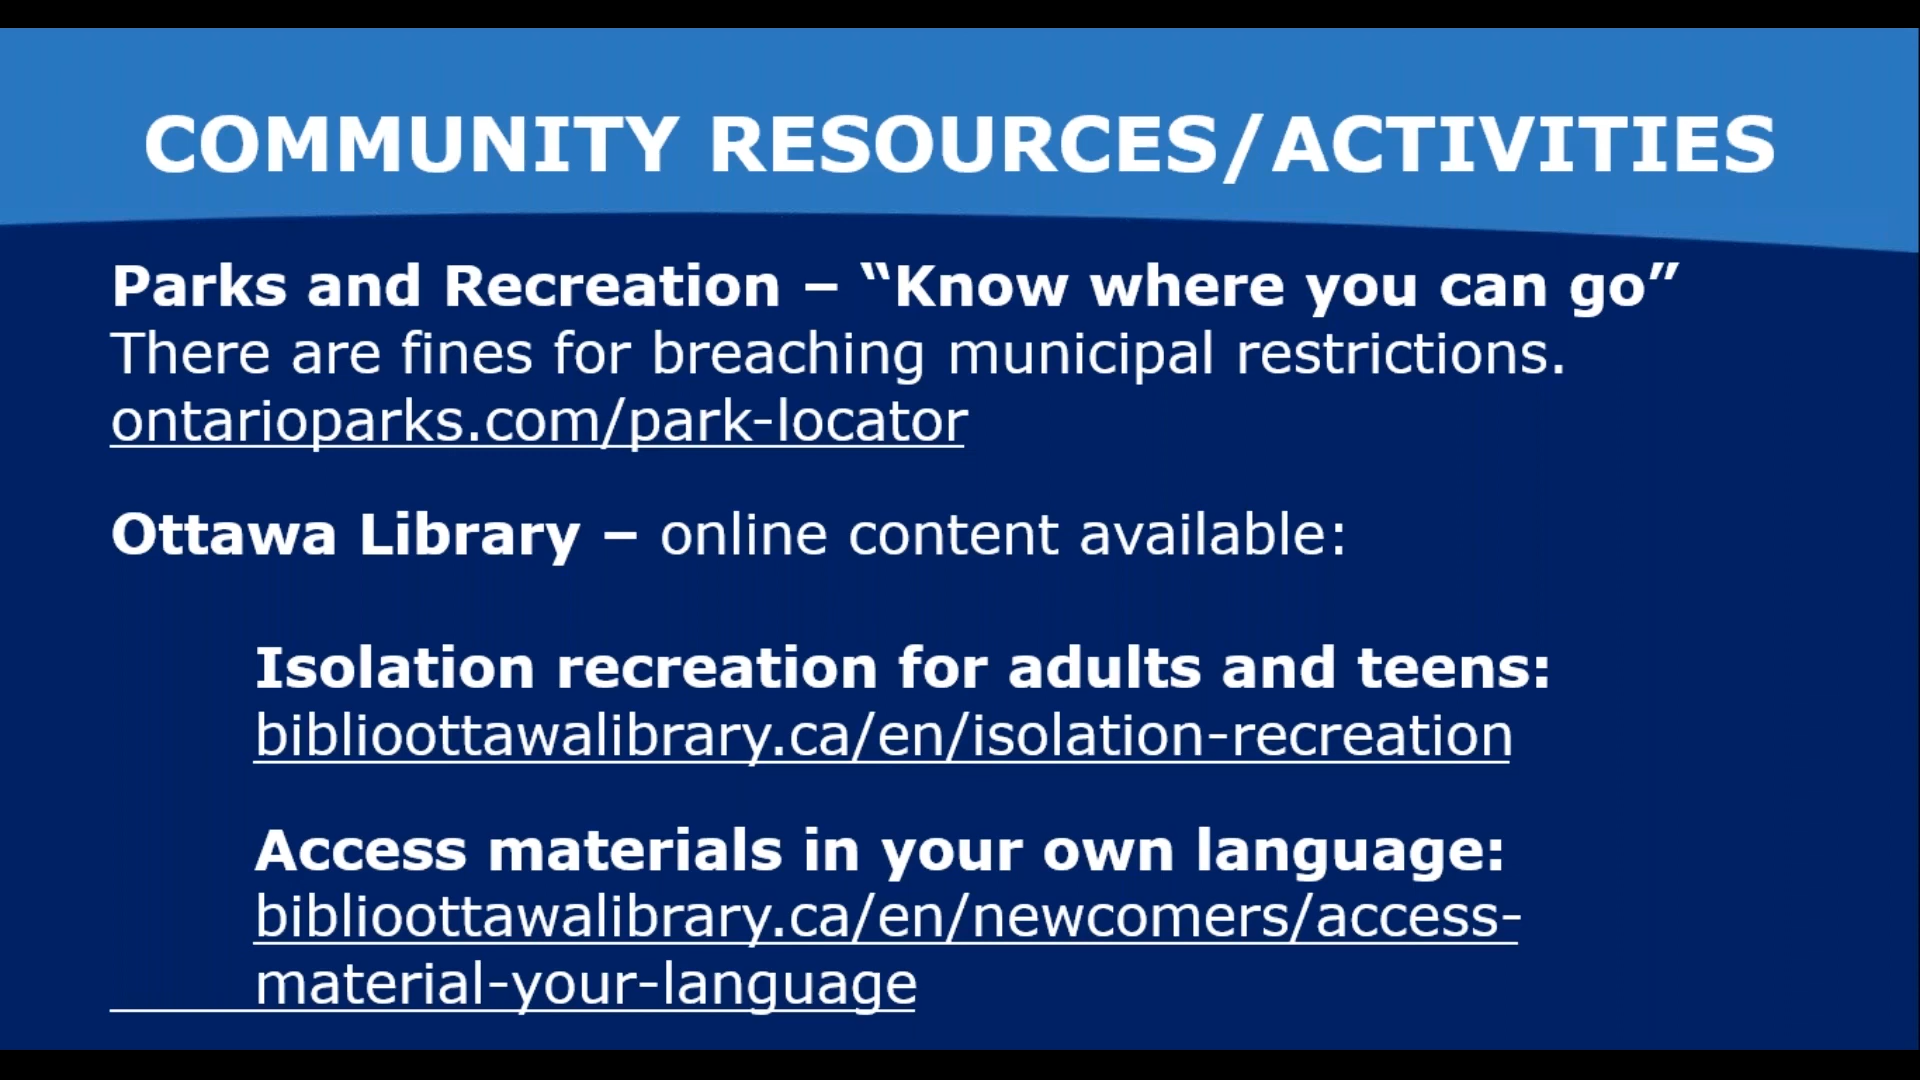 COMMUNITY RESOURCES/ACTIVITIES
Parks and Recreation – “Know where you can go”
There are fines for breaching municipal restrictions.
ontarioparks.com/park-locator
Ottawa Library – online content available:
Isolation recreation for adults and teens:
biblioottawalibrary.ca/en/isolation-recreation
Access materials in your own language:
biblioottawalibrary.ca/en/newcomers/access-
material-your-language